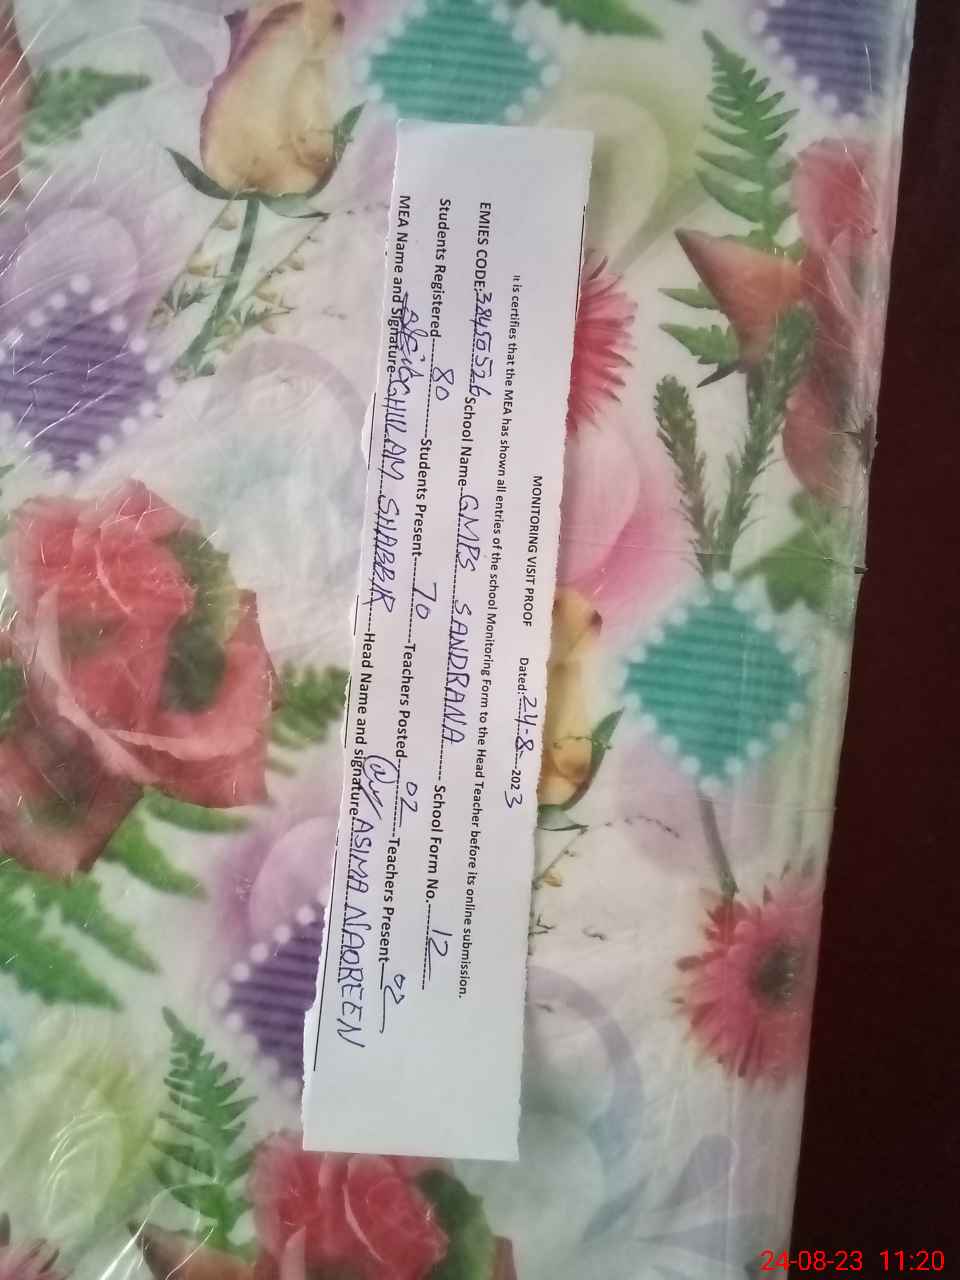 MONITORING VISIT PROOF Dated: 24-8-2023
It is certifies that the MEA has shown all entries of the school Monitoring Form to the Head Teacher before its online submission.
EMIES CODE: 38450526 School Name GMPS SANDRANA School Form No. 12
Students Registered 80 Students Present 70 Teachers Posted 02 Teachers Present 02
MEA Name and Signature GHULAM SHABBIR Head Name and signature ASIMA NAOREEN
24-08-23 11:20